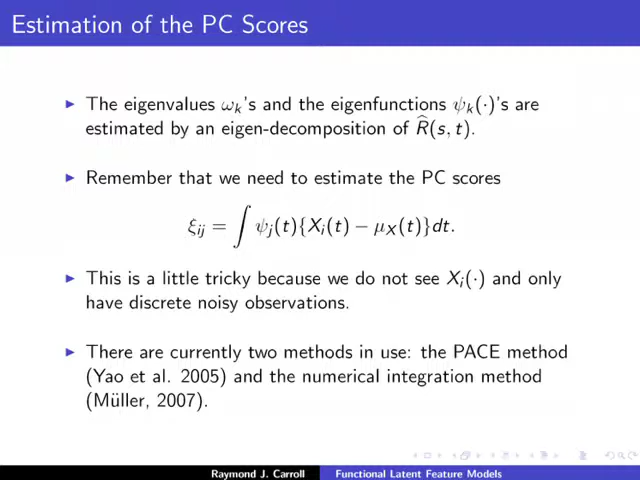 Estimation of the PC Scores
▶ The eigenvalues ωₖ's and the eigenfunctions ψₖ(·)'s are
estimated by an eigen-decomposition of R̂(s, t).
▶ Remember that we need to estimate the PC scores
ξᵢⱼ = ∫ ψⱼ(t){Xᵢ(t) − μ_X(t)}dt.
▶ This is a little tricky because we do not see Xᵢ(·) and only
have discrete noisy observations.
▶ There are currently two methods in use: the PACE method
(Yao et al. 2005) and the numerical integration method
(Müller, 2007).
Raymond J. Carroll Functional Latent Feature Models